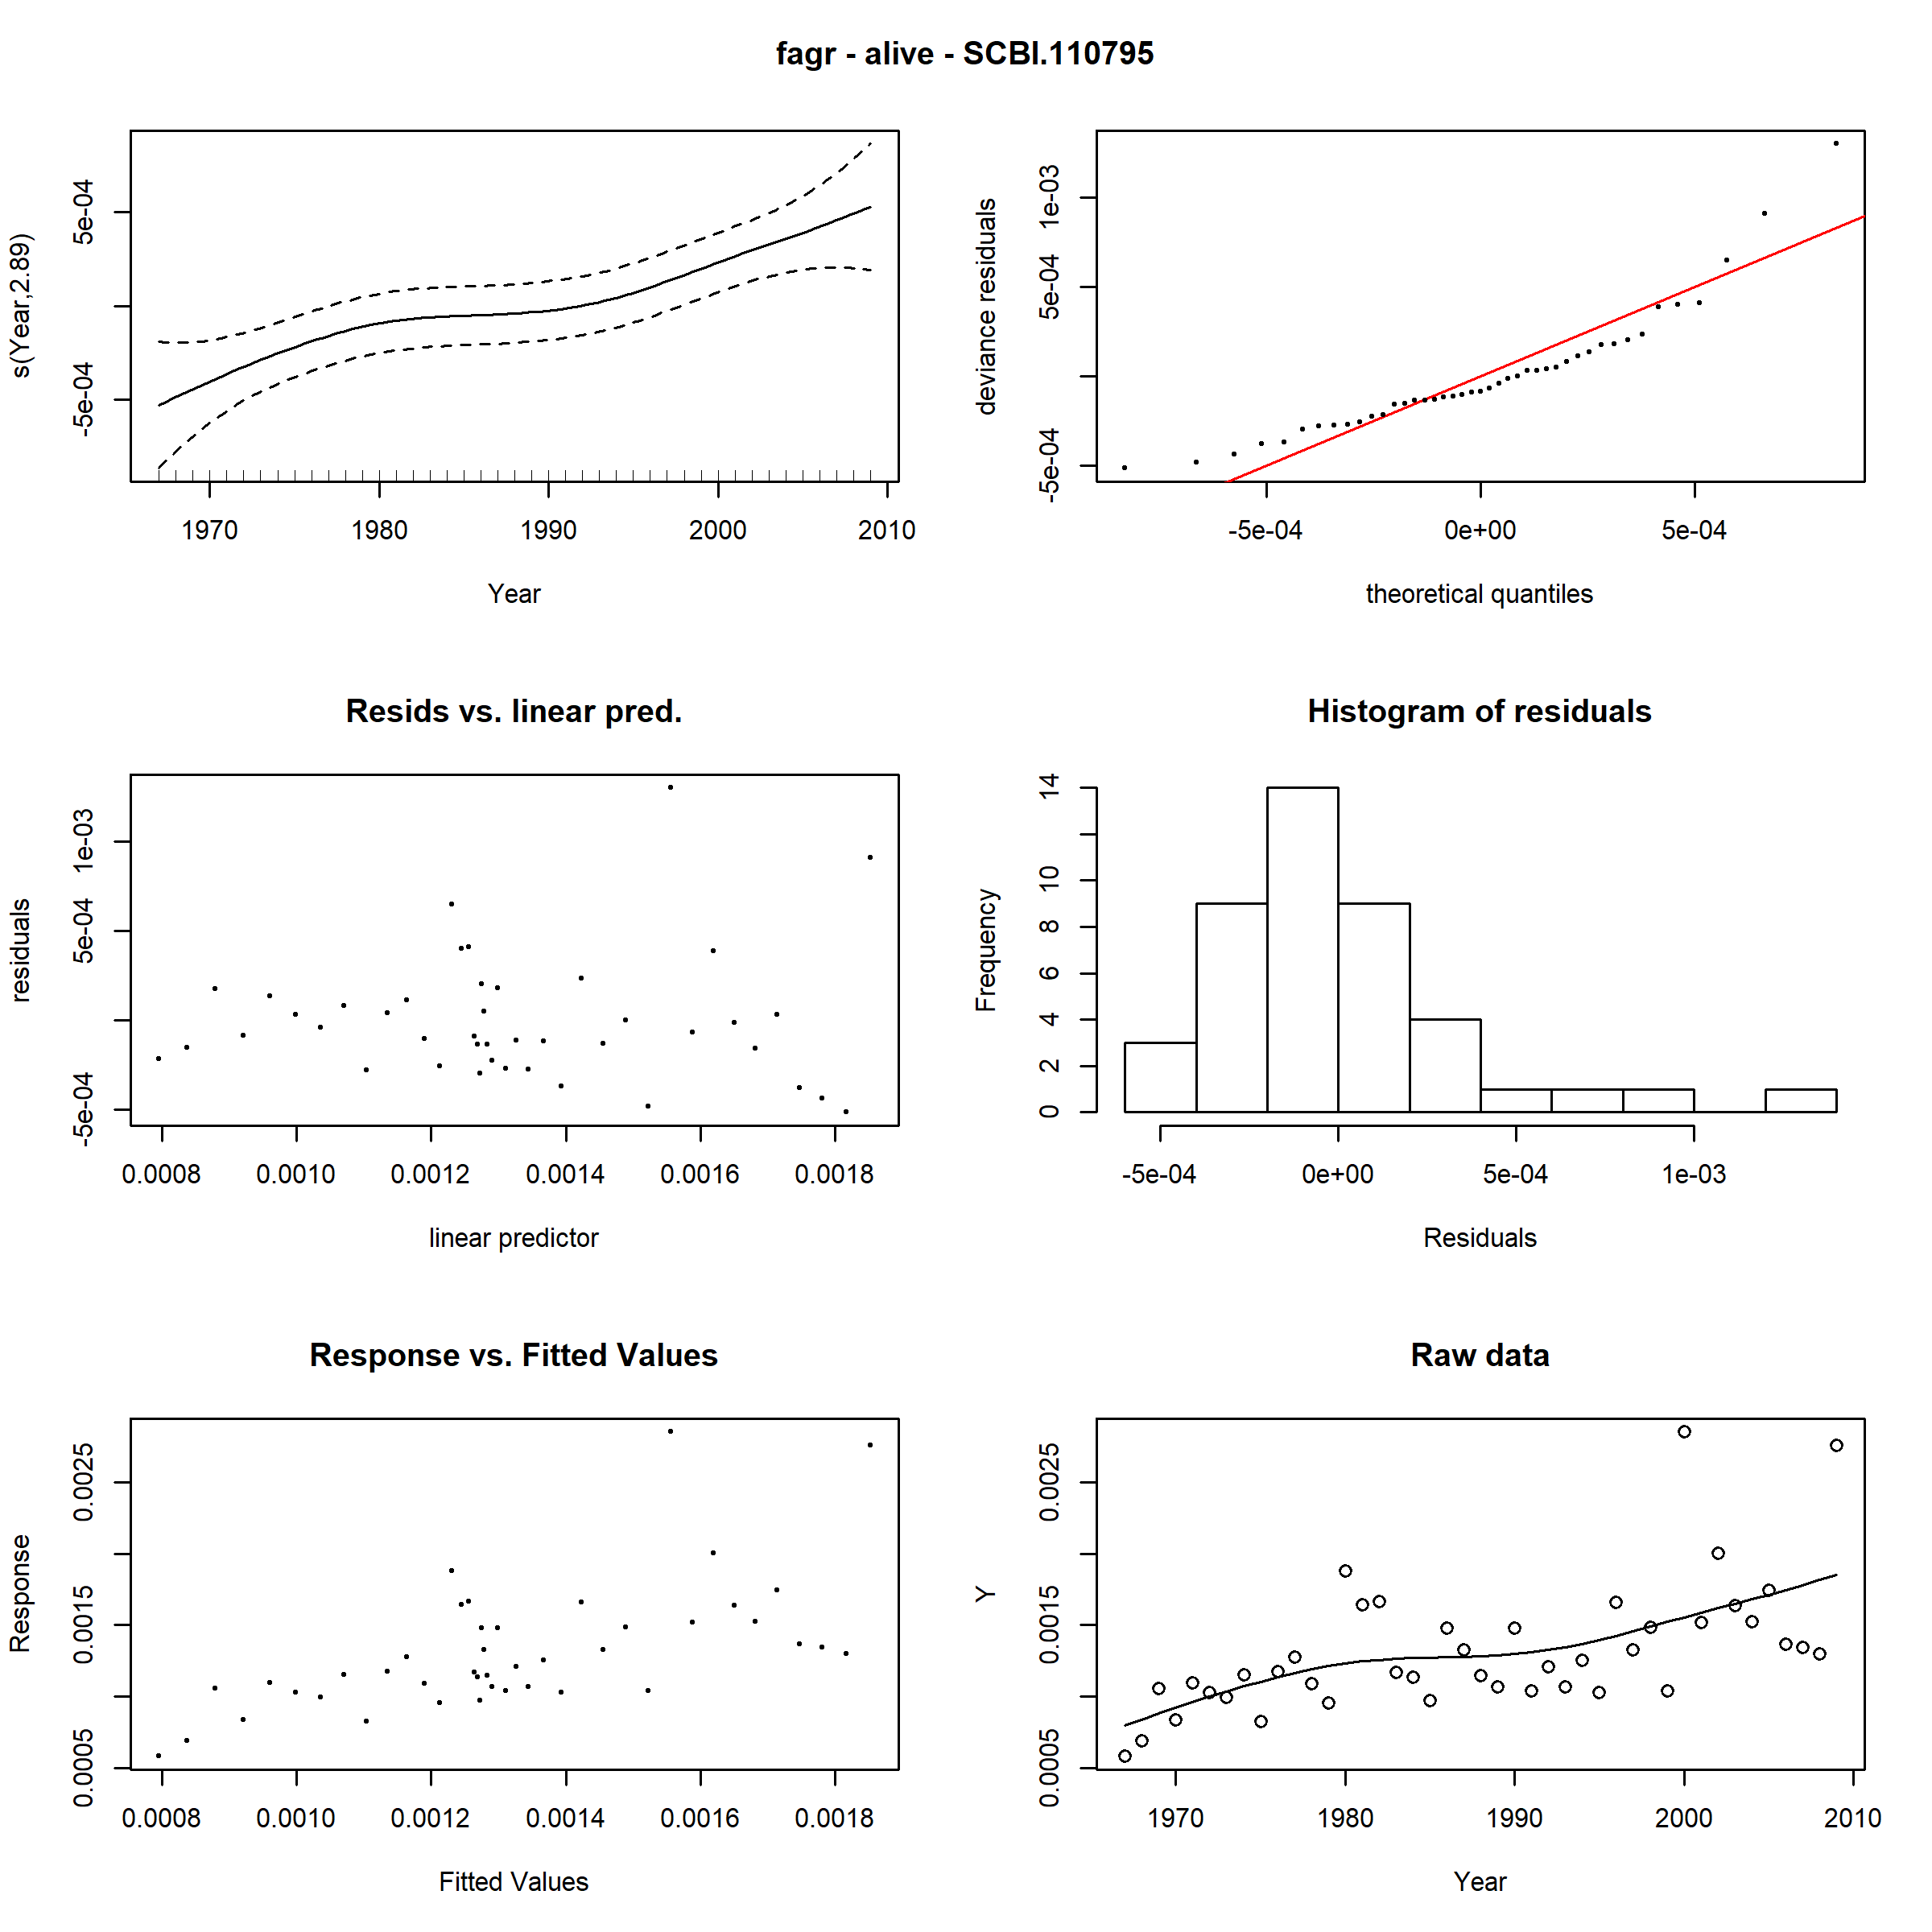 fagr - alive - SCBI.110795
s(Year,2.89)
-5e-04
5e-04
1970 1980 1990 2000 2010
Year
deviance residuals
-5e-04
5e-04
1e-03
-5e-04 0e+00 5e-04
theoretical quantiles
Resids vs. linear pred.
residuals
-5e-04
5e-04
1e-03
0.0008 0.0010 0.0012 0.0014 0.0016 0.0018
linear predictor
Histogram of residuals
Frequency
0
2
4
6
8
10
14
-5e-04 0e+00 5e-04 1e-03
Residuals
Response vs. Fitted Values
Response
0.0005
0.0015
0.0025
0.0008 0.0010 0.0012 0.0014 0.0016 0.0018
Fitted Values
Raw data
Y
0.0005
0.0015
0.0025
1970 1980 1990 2000 2010
Year